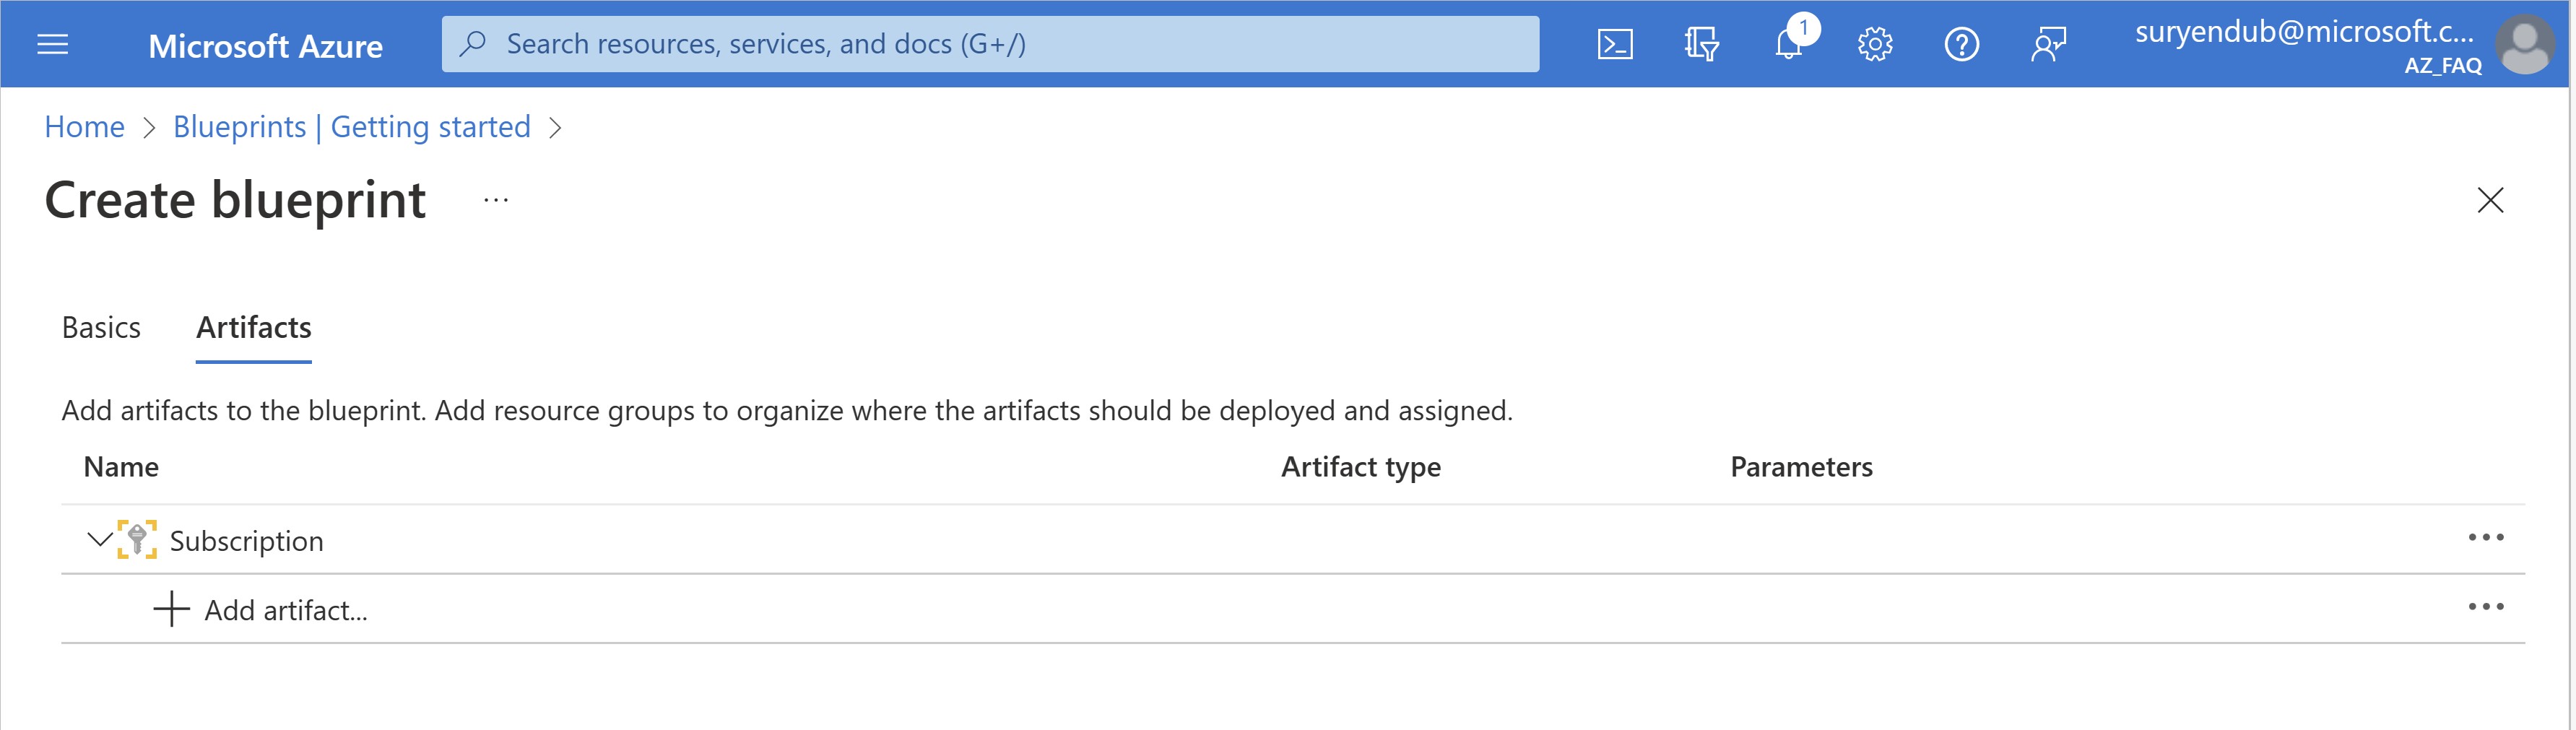 Microsoft Azure
Search resources, services, and docs (G+/)
1
suryendub@microsoft.c...
AZ_FAQ
Home > Blueprints | Getting started >
Create blueprint ...
Basics Artifacts
Add artifacts to the blueprint. Add resource groups to organize where the artifacts should be deployed and assigned.
Name Artifact type Parameters
Subscription
Add artifact...